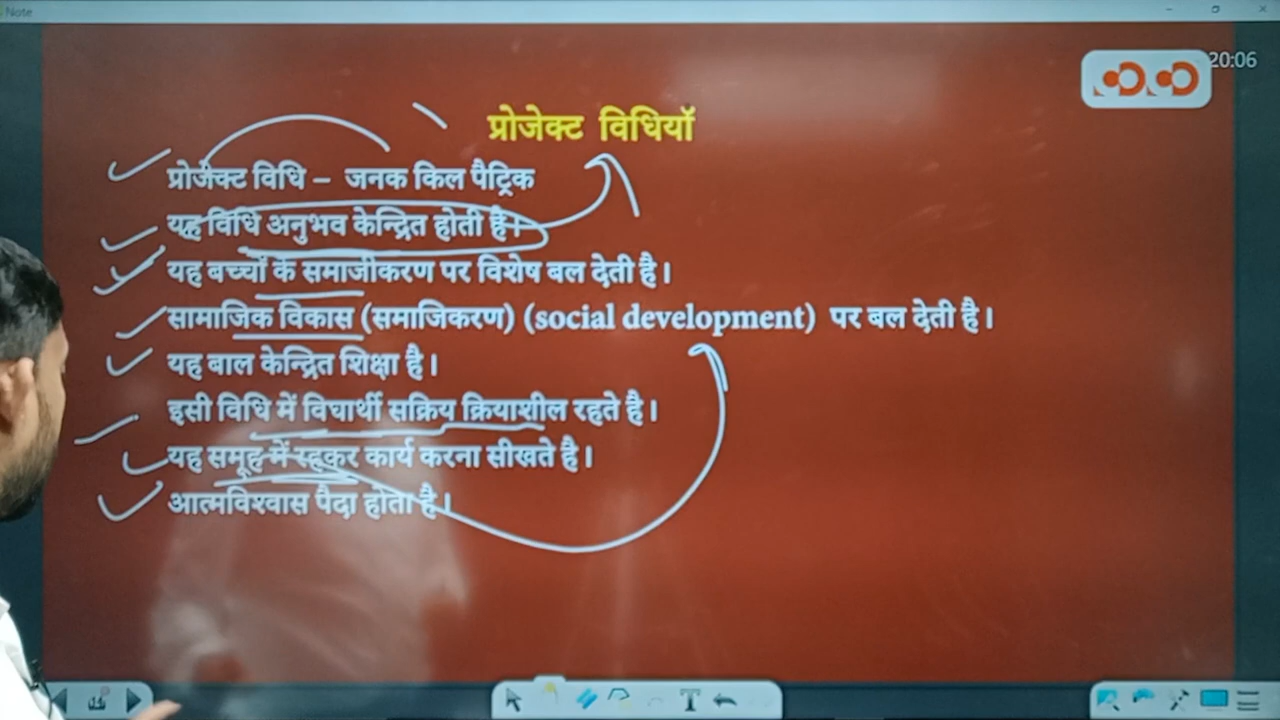 Note
20:06
प्रोजेक्ट विधियॉ
प्रोजेक्ट विधि – जनक किल पैट्रिक
यह विधि अनुभव केन्द्रित होती है।
यह बच्चों के समाजीकरण पर विशेष बल देती है।
सामाजिक विकास (समाजिकरण) (social development) पर बल देती है।
यह बाल केन्द्रित शिक्षा है।
इसी विधि में विद्यार्थी सक्रिय क्रियाशील रहते है।
यह समूह में रहकर कार्य करना सीखते है।
आत्मविश्वास पैदा होता है।